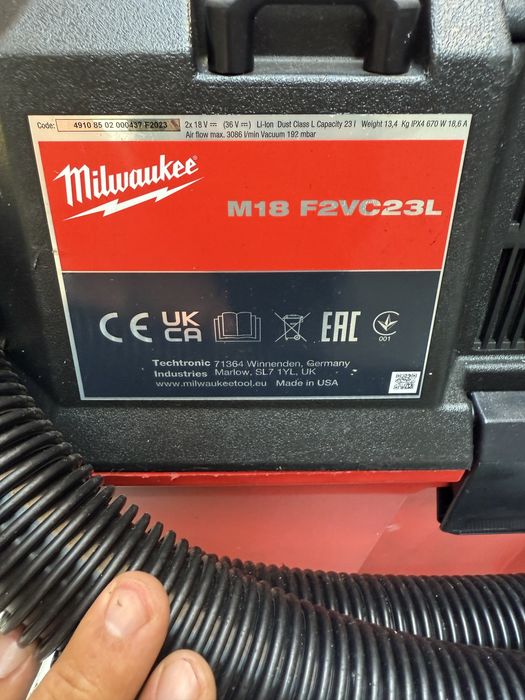 Code: 4910 85 02 000437 F2023 2x 18 V (36 V) Li-Ion Dust Class L Capacity 23 l Weight 13,4 Kg IPX4 670 W 18,6 A
Air flow max. 3086 l/min Vacuum 192 mbar
Milwaukee®
M18 F2VC23L
CE UK CA EAC 001
Techtronic 71364 Winnenden, Germany
Industries Marlow, SL7 1YL, UK
www.milwaukeetool.eu Made in USA